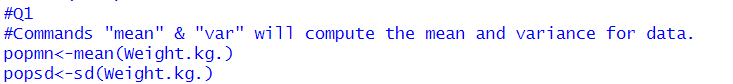 #Q1
#Commands "mean" & "var" will compute the mean and variance for data.
popmn<-mean(Weight.kg.)
popsd<-sd(Weight.kg.)